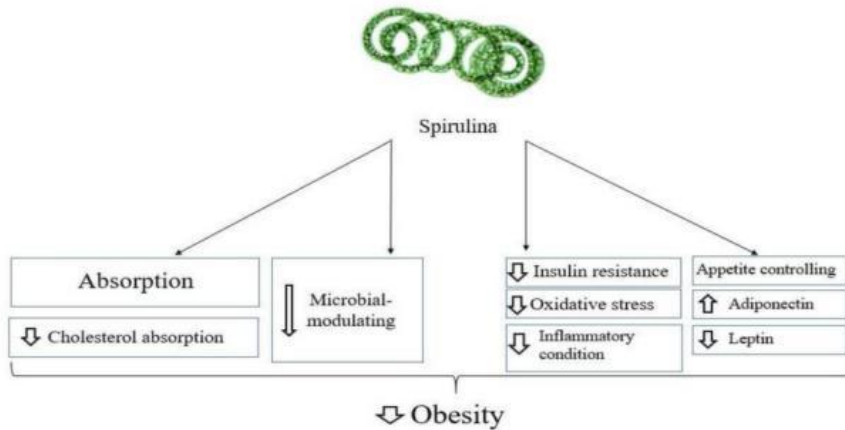 Spirulina
Absorption
Cholesterol absorption
Microbial-
modulating
Insulin resistance
Oxidative stress
Inflammatory
condition
Appetite controlling
Adiponectin
Leptin
Obesity